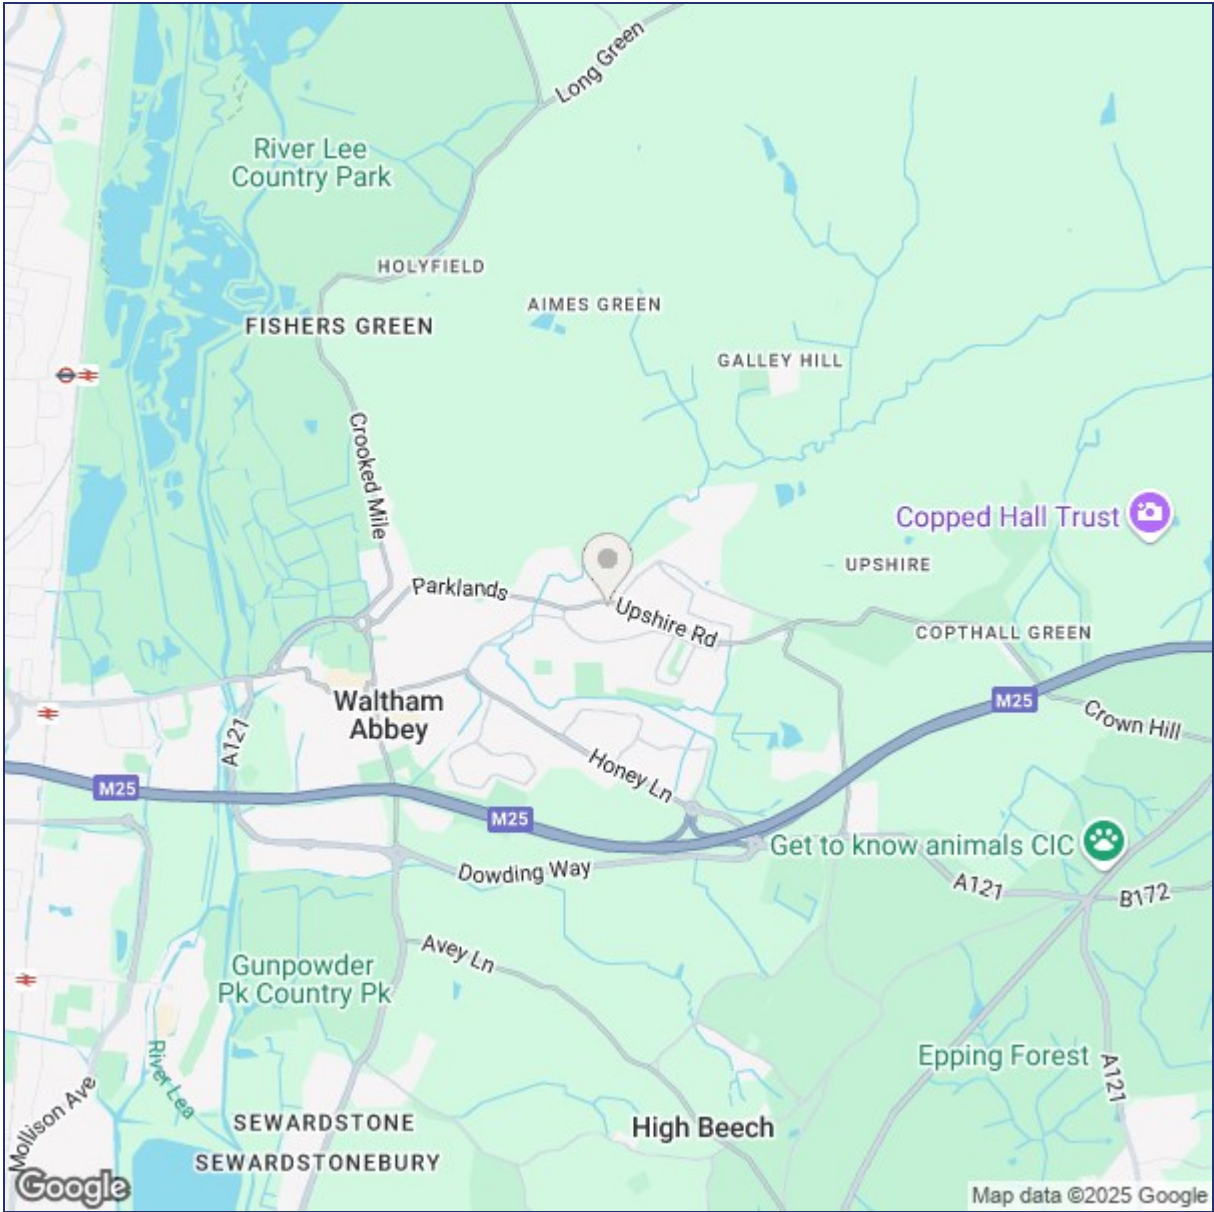 Long Green
River Lee
Country Park
HOLYFIELD
AIMES GREEN
FISHERS GREEN
GALLEY HILL
Crooked Mile
Copped Hall Trust
UPSHIRE
Parklands
Upshire Rd
COPTHALL GREEN
Waltham
Abbey
M25
Crown Hill
A121
Honey Ln
M25
M25
Get to know animals CIC
Dowding Way
A121
B172
Avey Ln
Gunpowder
Pk Country Pk
River Lea
Epping Forest
A121
Mollison Ave
SEWARDSTONE
High Beech
SEWARDSTONEBURY
Google
Map data ©2025 Google